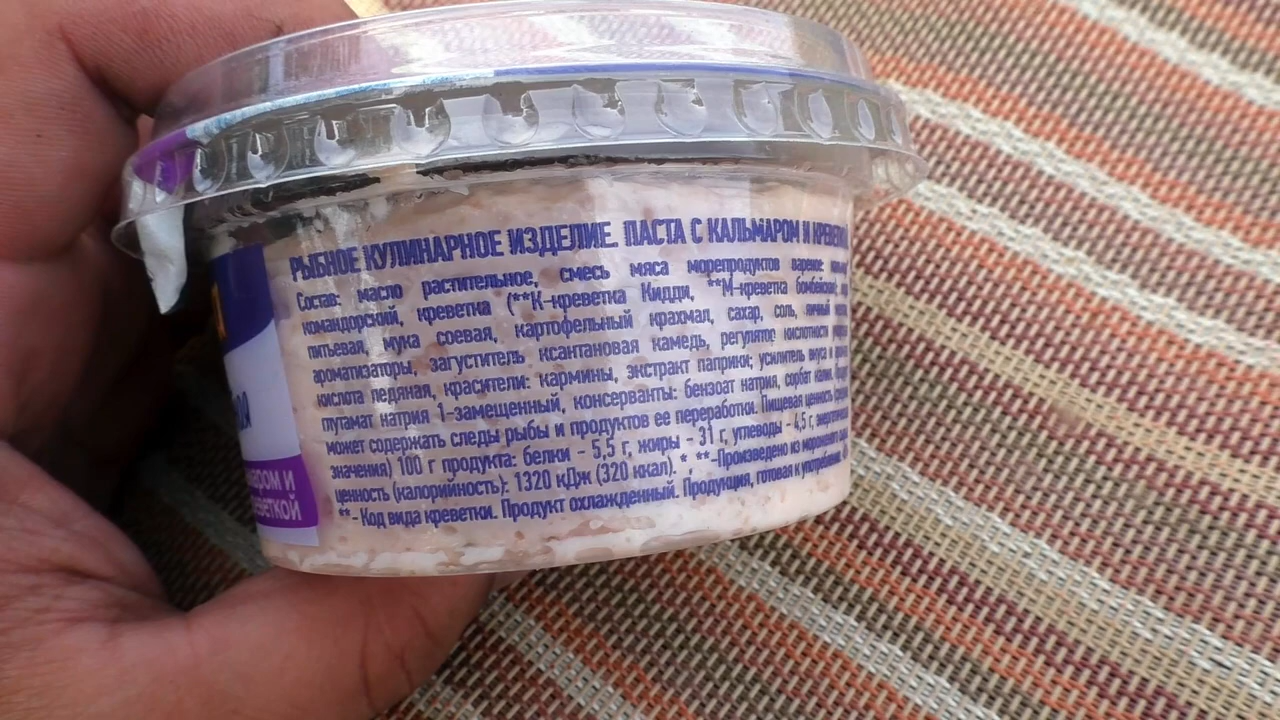 РЫБНОЕ КУЛИНАРНОЕ ИЗДЕЛИЕ. ПАСТА С КАЛЬМАРОМ И
Состав: масло растительное, смесь мяса морепродуктов вареное:
командорский, креветка (**К-креветка Кидди, **М-креветка бомбейская),
питьевая, мука соевая, картофельный крахмал, сахар, соль, яичный
ароматизаторы, загуститель ксантановая камедь, регулятор кислотности
кислота ледяная, красители: кармины, экстракт паприки; усилитель вкуса и
глутамат натрия 1-замещенный, консерванты: бензоат натрия, сорбат калия.
может содержать следы рыбы и продуктов ее переработки. Пищевая ценность
значения) 100 г продукта: белки - 5,5 г, жиры - 31 г, углеводы - 4,5 г,
ценность (калорийность): 1320 кДж (320 ккал). * **-Произведено из мороженого
**- Код вида креветки. Продукт охлажденный. Продукция, готовая к употреблению.